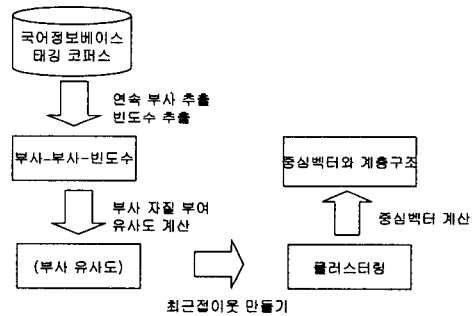 국어정보베이스
태깅 코퍼스
연속 부사 추출
빈도수 추출
부사-부사-빈도수
중심벡터와 계층구조
부사 자질 부여
유사도 계산
중심벡터 계산
(부사 유사도)
클러스터링
최근접이웃 만들기